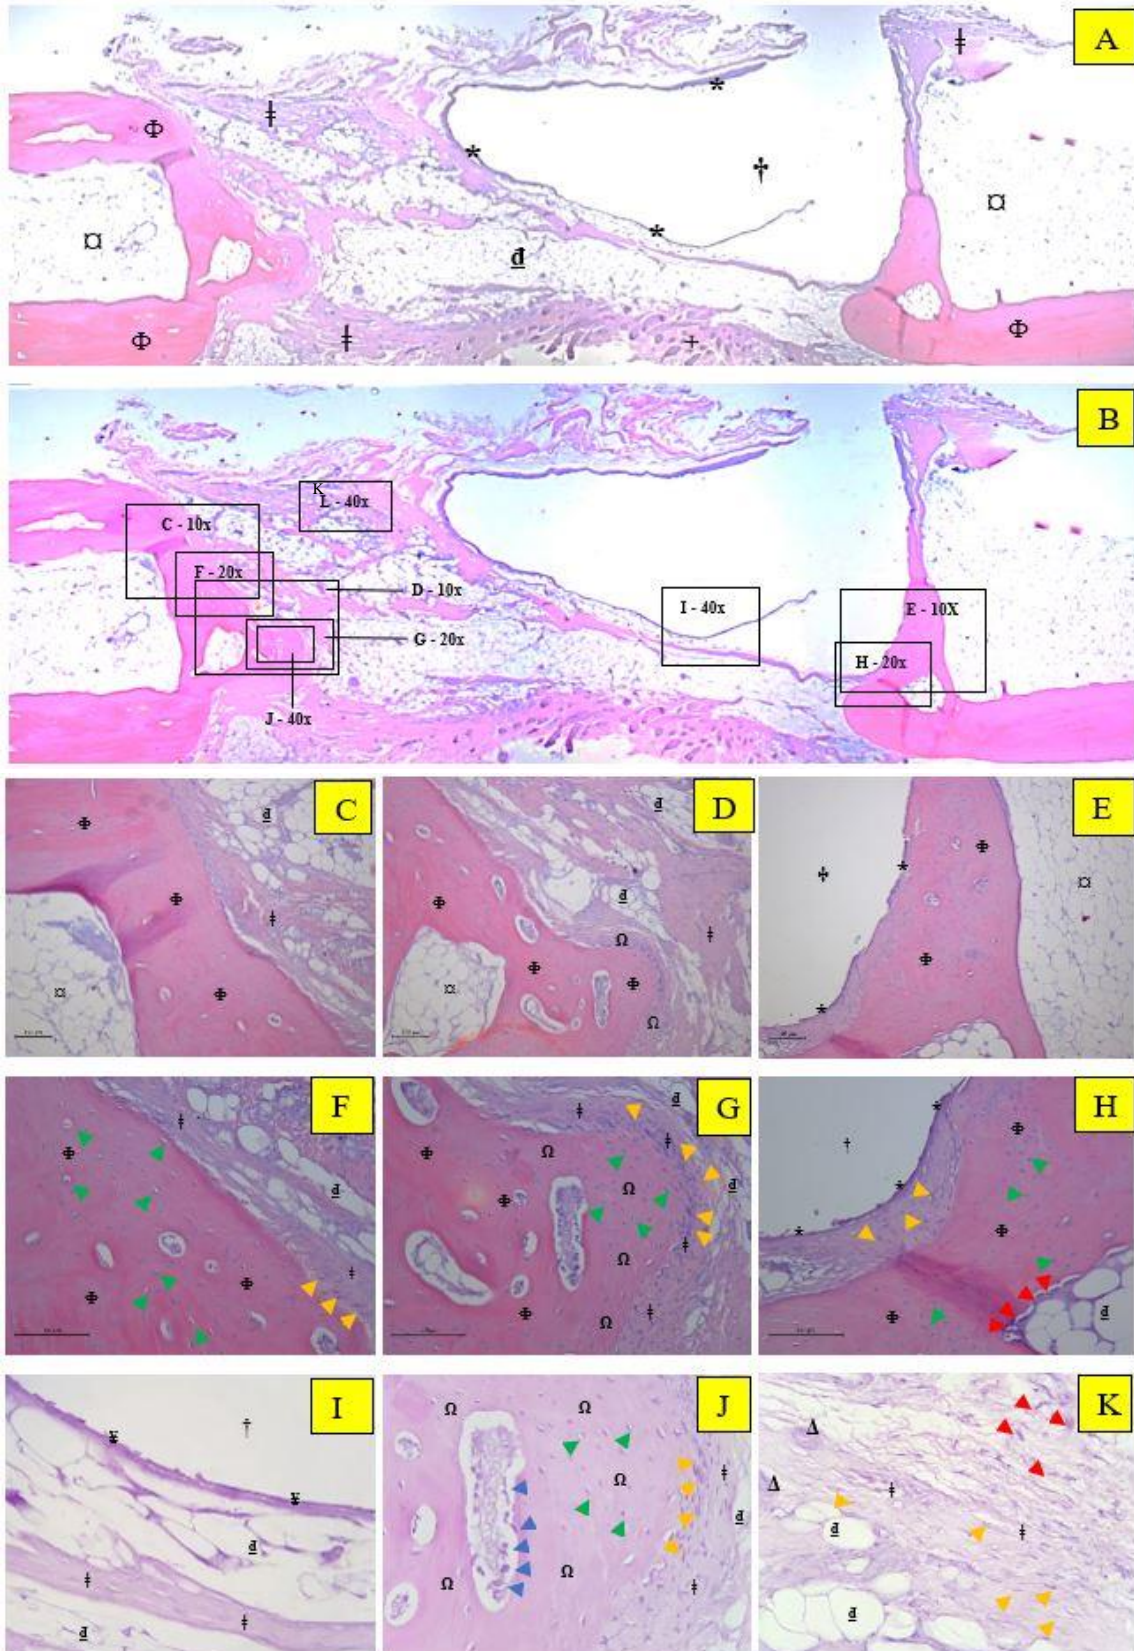 A
ǂ
ǂ
Φ
*
*
†
¤
¤
*
đ
Φ
ǂ
+
Φ
B
K
L - 40x
C - 10x
F - 20x
D - 10x
I - 40x
E - 10X
G - 20x
H - 20x
J - 40x
C
đ
Φ
Φ
ǂ
¤
Φ
D
đ
Φ
đ
ǂ
Ω
Φ
¤
Φ
Ω
E
Φ
†
*
¤
Φ
*
F
ǂ
Φ
đ
ǂ
Φ
Φ
G
ǂ
đ
ǂ
Φ
Ω
Ω
đ
Φ
ǂ
Ω
Φ
ǂ
Ω
H
*
Φ
†
*
*
Φ
đ
Φ
I
†
¥
¥
đ
ǂ
ǂ
đ
J
Ω
Ω
ǂ
Ω
đ
Ω
Ω
ǂ
K
Δ
Δ
ǂ
đ
ǂ
đ